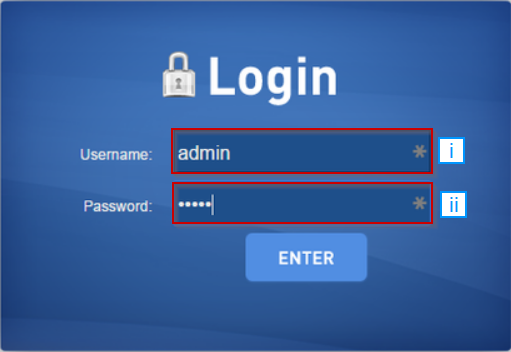 Login
Username: admin * i
Password: ••••• * ii
ENTER